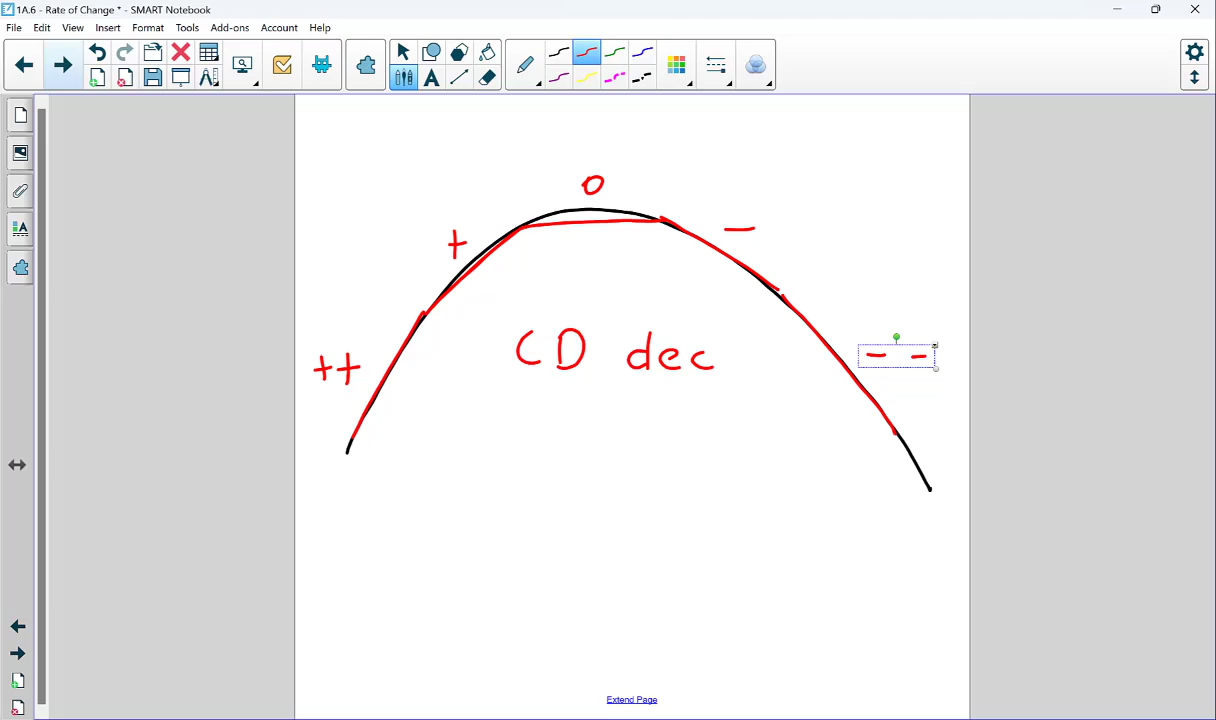 1A.6 - Rate of Change * - SMART Notebook
File Edit View Insert Format Tools Add-ons Account Help
0
+ −
++ CD dec − −
Extend Page